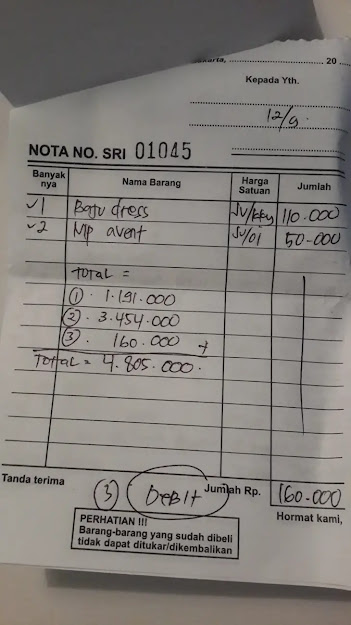 karta, 20
Kepada Yth.
12/9
NOTA NO. SRI 01045
Banyak nya Nama Barang Harga Satuan Jumlah
1 Baju dress 110.000
2 Mp avent 50.000
TOTAL =
① 1.191.000
② 3.454.000
③ 160.000 +
TOTAL = 4.805.000.
Tanda terima ③ DEBIT Jumlah Rp. 160.000
Hormat kami,
PERHATIAN !!!
Barang-barang yang sudah dibeli
tidak dapat ditukar/dikembalikan